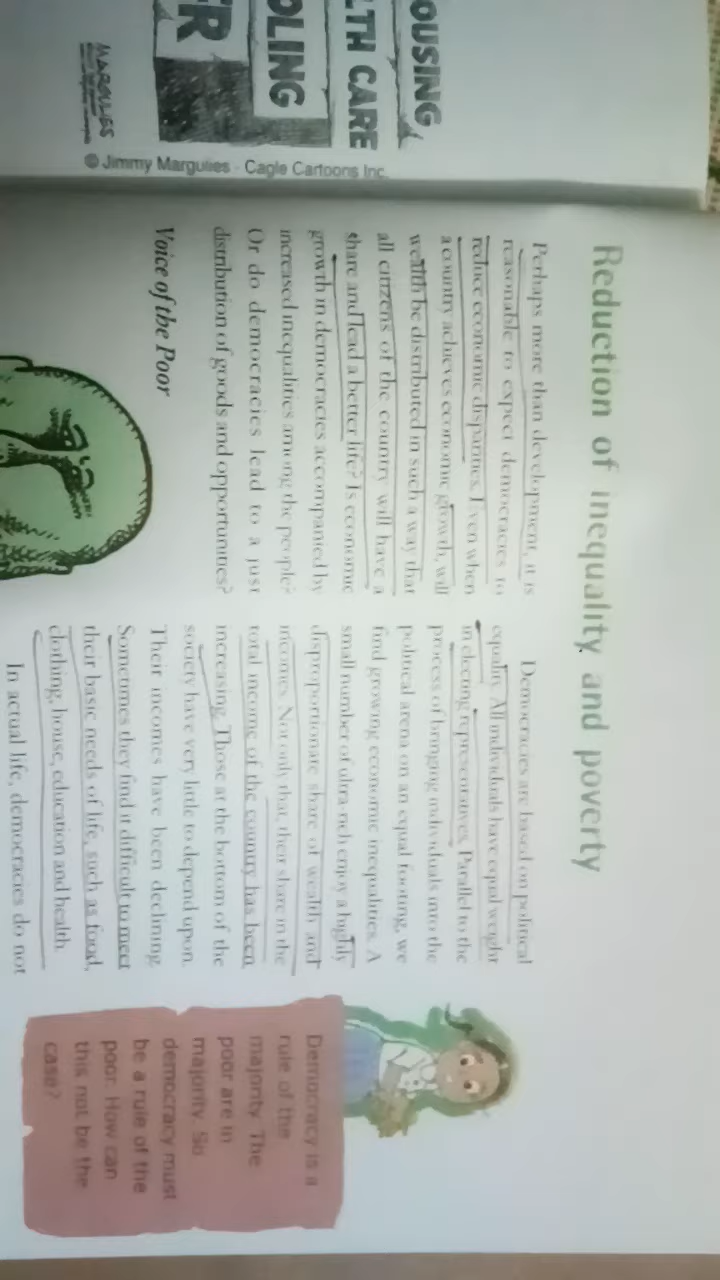 OUSING
LTH CARE
OLING
ER
MARGULIES
© Jimmy Margulies - Cagle Cartoons Inc.
Reduction of inequality and poverty
Perhaps more than development, it is
reasonable to expect democracies to
reduce economic disparities. Even when
a country achieves economic growth, will
wealth be distributed in such a way that
all citizens of the country will have a
share and lead a better life? Is economic
growth in democracies accompanied by
increased inequalities among the people?
Or do democracies lead to a just
distribution of goods and opportunities?
Voice of the Poor
Democracies are based on political
equality. All individuals have equal weight
in electing representatives. Parallel to the
process of bringing individuals into the
political arena on an equal footing, we
find growing economic inequalities. A
small number of ultra-rich enjoy a highly
disproportionate share of wealth and
incomes. Not only that, their share in the
total income of the country has been
increasing. Those at the bottom of the
society have very little to depend upon.
Their incomes have been declining.
Sometimes they find it difficult to meet
their basic needs of life, such as food,
clothing, house, education and health.
In actual life, democracies do not
Democracy is a
rule of the
majority. The
poor are in
majority. So
democracy must
be a rule of the
poor. How can
this not be the
case?